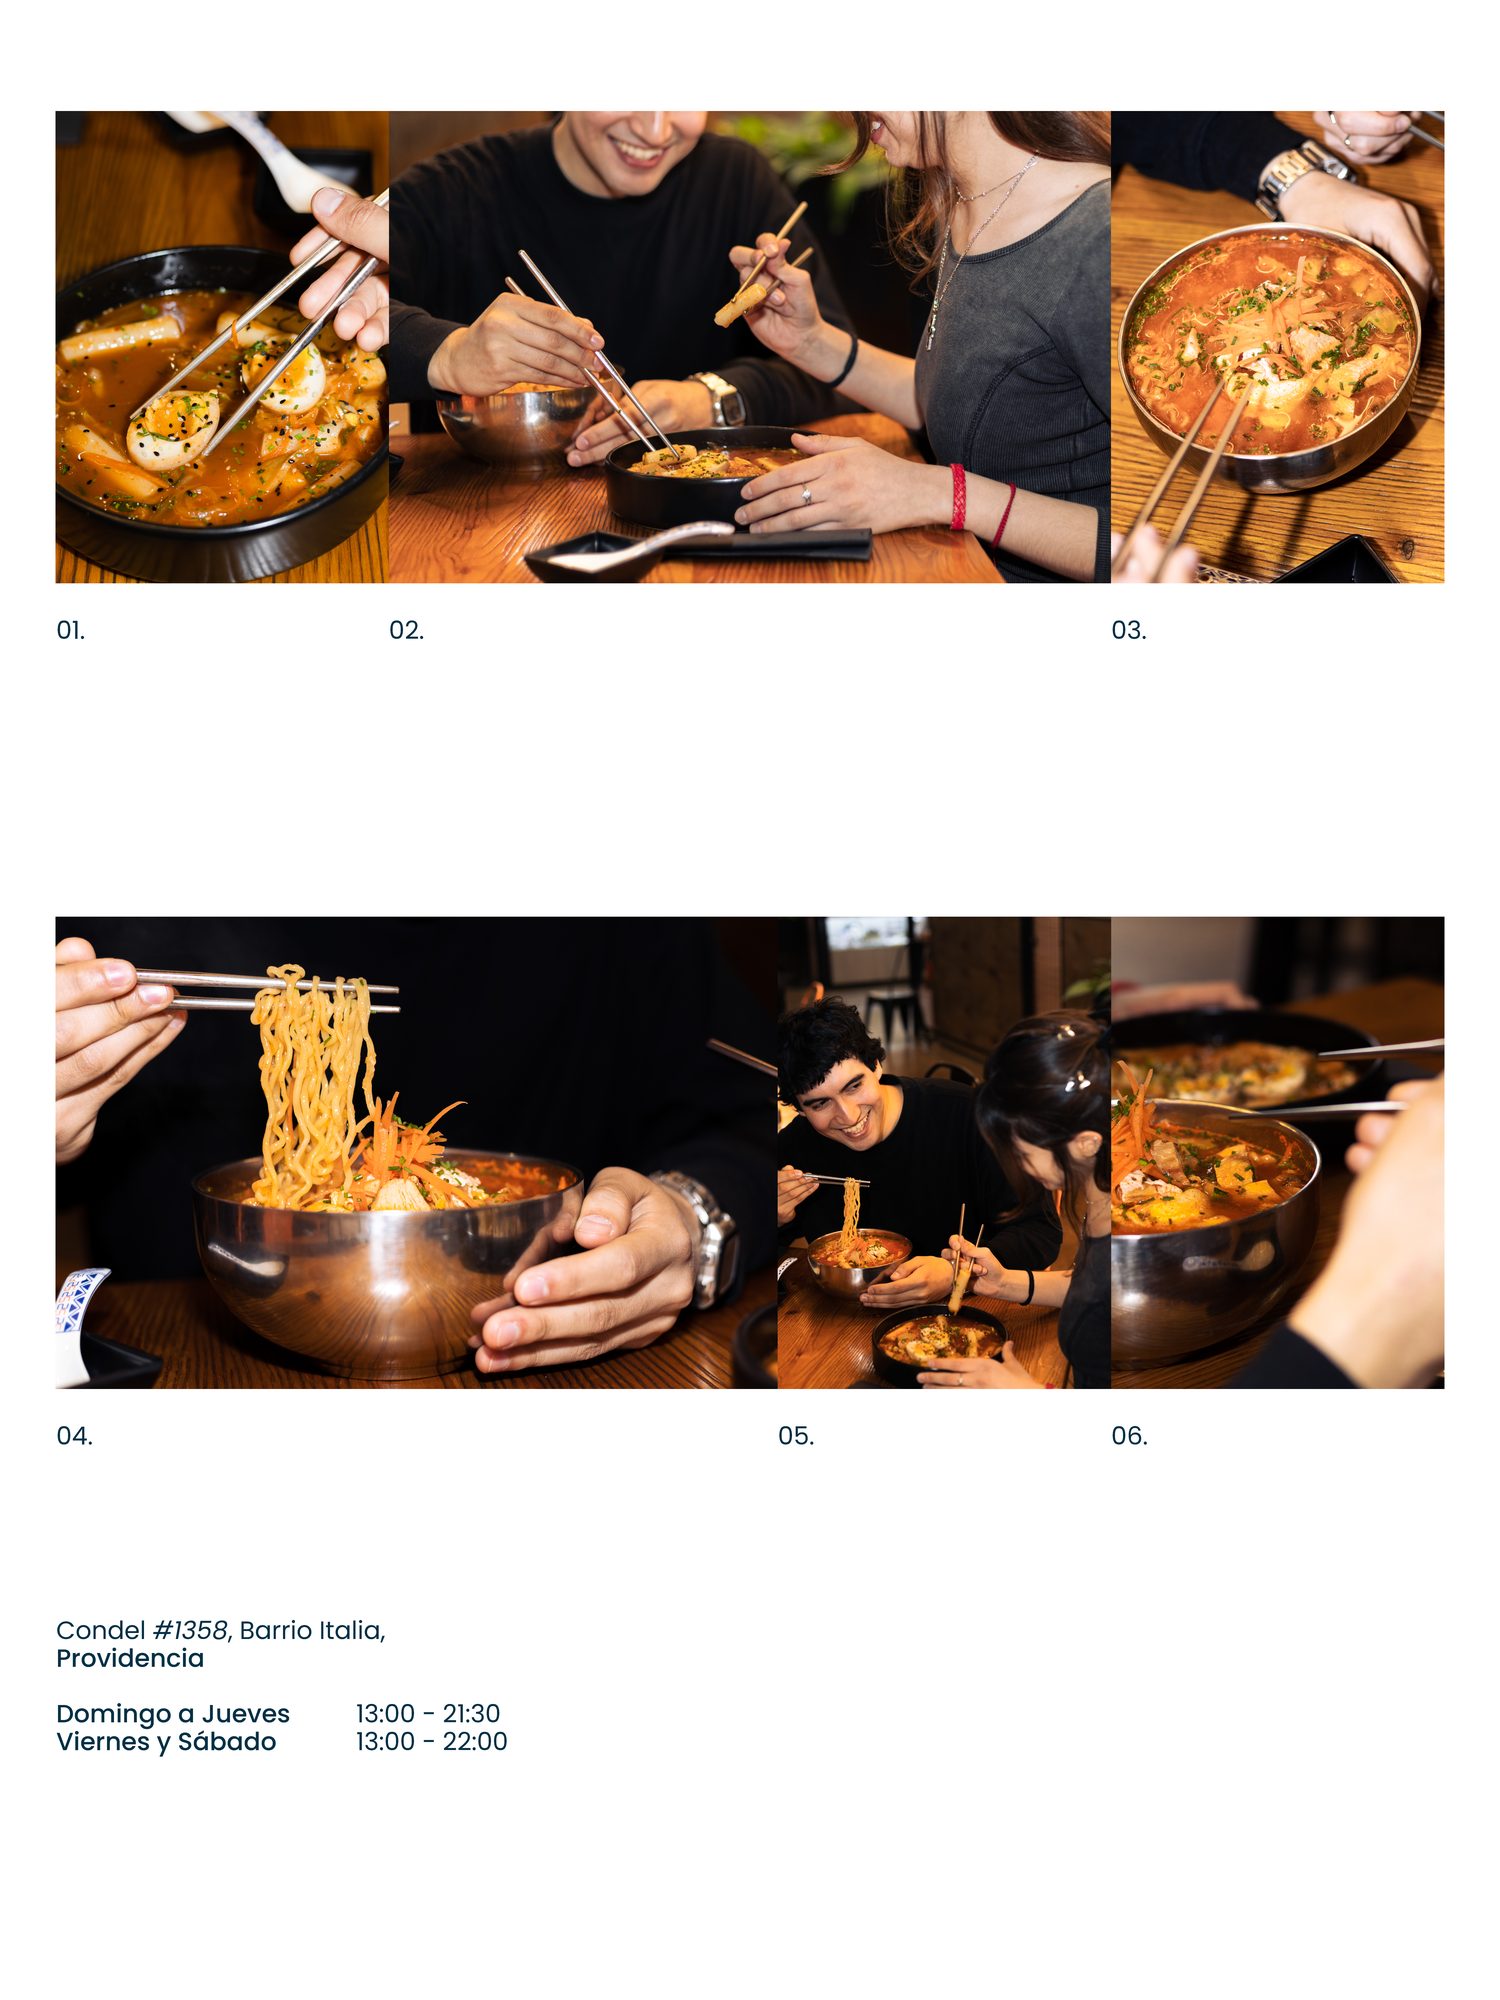 01.
02.
03.
04.
05.
06.
Condel #1358, Barrio Italia,
Providencia
Domingo a Jueves 13:00 - 21:30
Viernes y Sábado 13:00 - 22:00